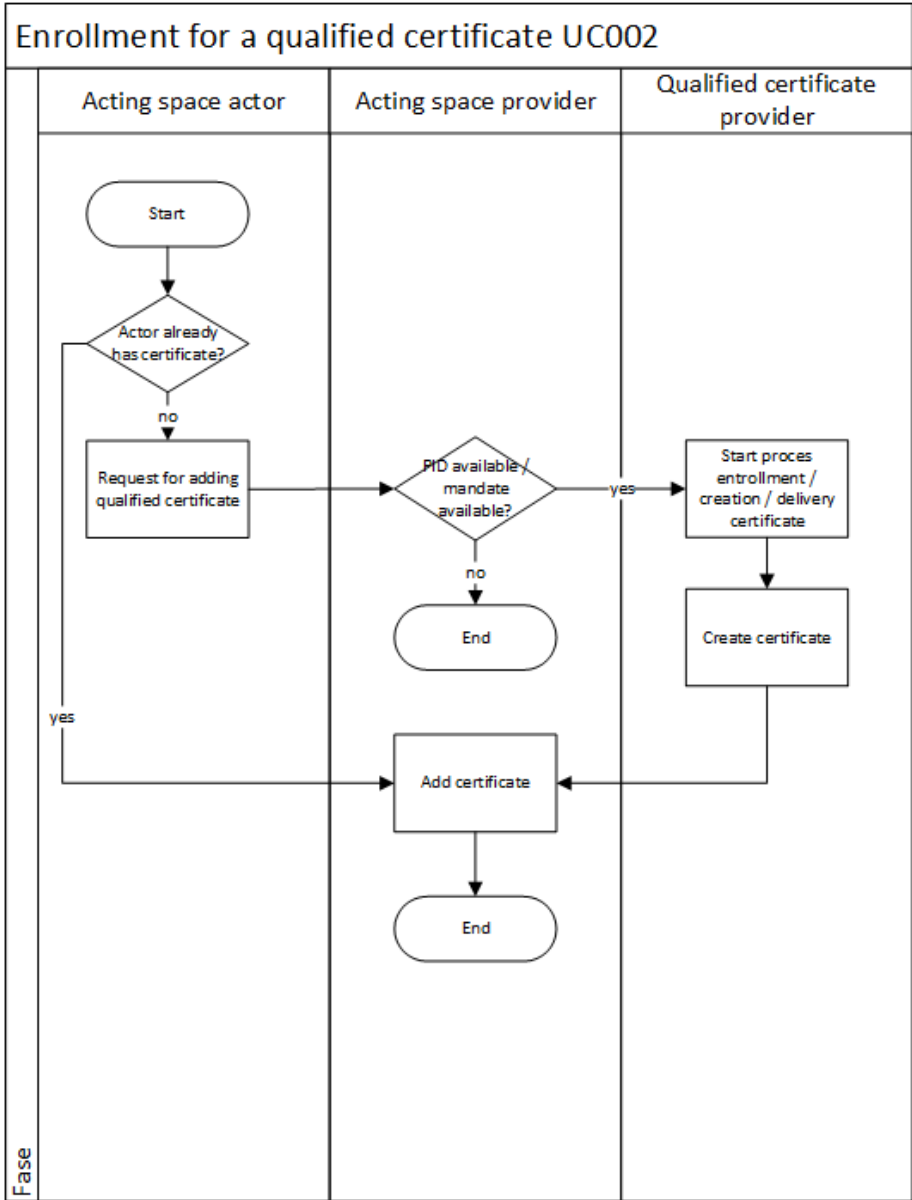 Enrollment for a qualified certificate UC002
Acting space actor
Acting space provider
Qualified certificate
provider
Start
Actor already
has certificate?
no
Request for adding
qualified certificate
PID available /
mandate
available?
yes
Start proces
entrollment /
creation / delivery
certificate
no
End
Create certificate
yes
Add certificate
End
Fase